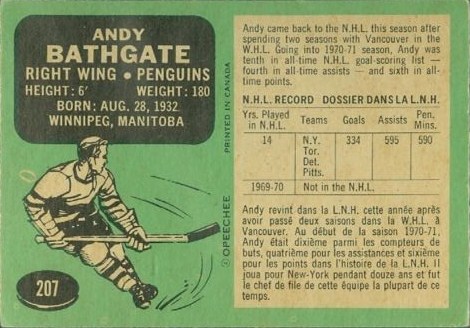 ANDY
BATHGATE
RIGHT WING • PENGUINS
HEIGHT: 6' WEIGHT: 180
BORN: AUG. 28, 1932
WINNIPEG, MANITOBA
207
PRINTED IN CANADA
© OPEECHEE
Andy came back to the N.H.L. this season after
spending two seasons with Vancouver in the
W.H.L. Going into 1970-71 season, Andy was
tenth in all-time N.H.L. goal-scoring list —
fourth in all-time assists — and sixth in all-
time points.
N.H.L. RECORD DOSSIER DANS LA L.N.H.
Yrs. Played in N.H.L. Teams Goals Assists Pen. Mins.
14 N.Y. 334 595 590
Tor.
Det.
Pitts.
1969-70 Not in the N.H.L.
Andy revint dans la L.N.H. cette année après
avoir passé deux saisons dans la W.H.L. à
Vancouver. Au début de la saison 1970-71,
Andy était dixième parmi les compteurs de
buts, quatrième pour les assistances et sixième
pour les points dans l'histoire de la L.N.H. Il
joua pour New-York pendant douze ans et fut
le chef de file de cette équipe la plupart de ce
temps.